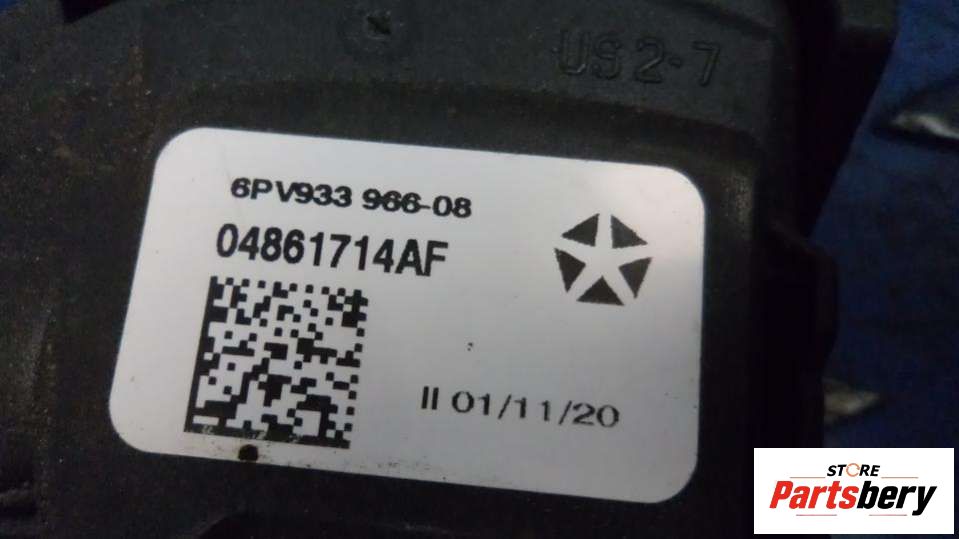 US 2-7
6PV933 966-08
04861714AF
II 01/11/20
STORE
Partsbery